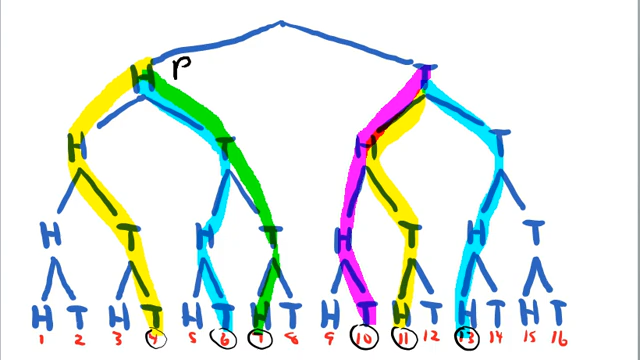 H P T
H T H T
H T H T H T H T
H T H T H T H T H T H T H T H T
1 2 3 4 5 6 7 8 9 10 11 12 13 14 15 16